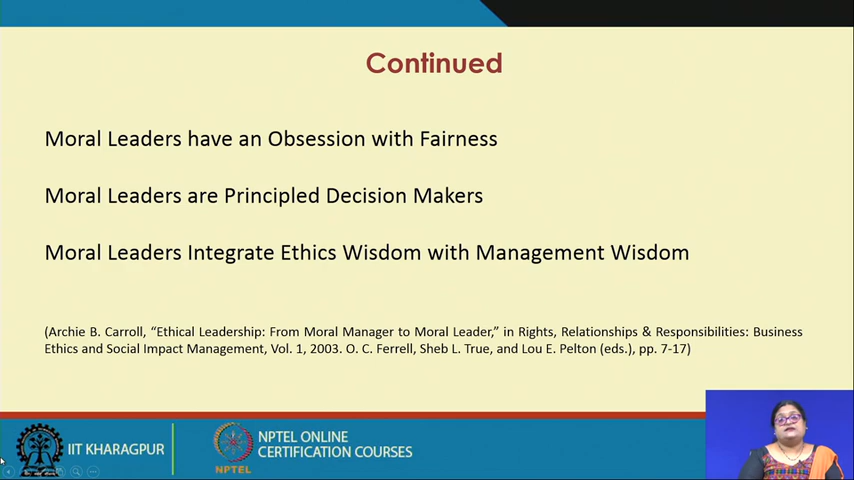 Continued
Moral Leaders have an Obsession with Fairness
Moral Leaders are Principled Decision Makers
Moral Leaders Integrate Ethics Wisdom with Management Wisdom
(Archie B. Carroll, “Ethical Leadership: From Moral Manager to Moral Leader,” in Rights, Relationships & Responsibilities: Business
Ethics and Social Impact Management, Vol. 1, 2003. O. C. Ferrell, Sheb L. True, and Lou E. Pelton (eds.), pp. 7-17)
IIT KHARAGPUR
NPTEL
NPTEL ONLINE
CERTIFICATION COURSES